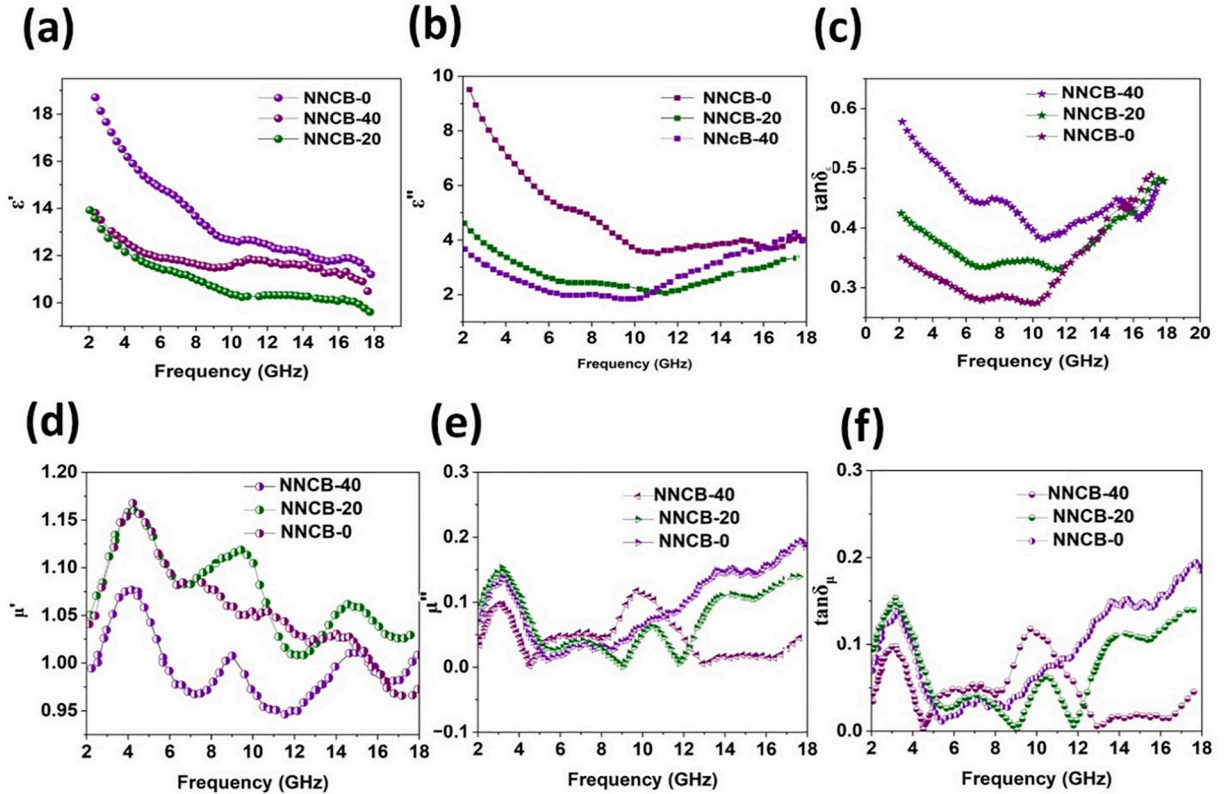 (a)
(b)
(c)
NNCB-0
NNCB-40
NNCB-20
18
16
14
12
10
ε'
2 4 6 8 10 12 14 16 18
Frequency (GHz)
NNCB-0
NNCB-20
NNcB-40
10
8
6
4
2
ε''
2 4 6 8 10 12 14 16 18
Frequency (GHz)
NNCB-40
NNCB-20
NNCB-0
0.6
0.5
0.4
0.3
0 2 4 6 8 10 12 14 16 18 20
Frequency (GHz)
(d)
(e)
(f)
NNCB-40
NNCB-20
NNCB-0
1.20
1.15
1.10
1.05
1.00
0.95
μ'
2 4 6 8 10 12 14 16 18
Frequency (GHz)
NNCB-40
NNCB-20
NNCB-0
0.3
0.2
0.1
0.0
−0.1
μ''
2 4 6 8 10 12 14 16 18
Frequency (GHz)
NNCB-40
NNCB-20
NNCB-0
0.3
0.2
0.1
0.0
tanδμ
2 4 6 8 10 12 14 16 18
Frequency (GHz)